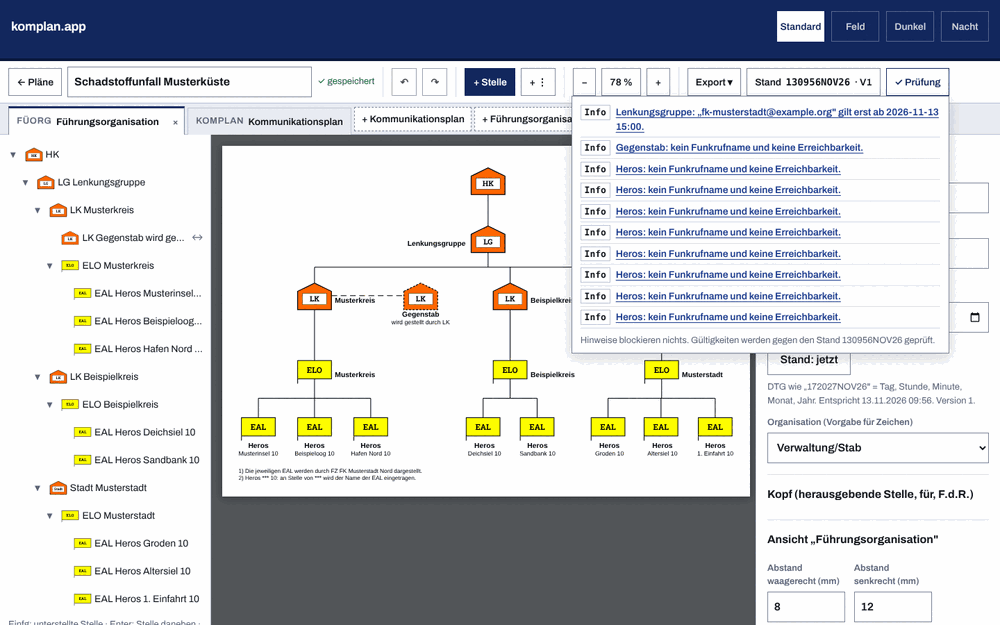 komplan.app
Standard
Feld
Dunkel
Nacht
← Pläne
Schadstoffunfall Musterküste
✓ gespeichert
↶
↷
+ Stelle
+ ⋮
−
78 %
+
Export ▾
Stand 130956NOV26 · V1
✓ Prüfung
FÜORG Führungsorganisation ×
KOMPLAN Kommunikationsplan
+ Kommunikationsplan
+ Führungsorganisa
Info Lenkungsgruppe: „fk-musterstadt@example.org" gilt erst ab 2026-11-13
15:00.
Info Gegenstab: kein Funkrufname und keine Erreichbarkeit.
Info Heros: kein Funkrufname und keine Erreichbarkeit.
Info Heros: kein Funkrufname und keine Erreichbarkeit.
Info Heros: kein Funkrufname und keine Erreichbarkeit.
Info Heros: kein Funkrufname und keine Erreichbarkeit.
Info Heros: kein Funkrufname und keine Erreichbarkeit.
Info Heros: kein Funkrufname und keine Erreichbarkeit.
Info Heros: kein Funkrufname und keine Erreichbarkeit.
Info Heros: kein Funkrufname und keine Erreichbarkeit.
Hinweise blockieren nichts. Gültigkeiten werden gegen den Stand 130956NOV26 geprüft.
▼ HK
▼ LG Lenkungsgruppe
▼ LK Musterkreis
LK Gegenstab wird ge... ↔
▼ ELO Musterkreis
EAL Heros Musterinsel...
EAL Heros Beispieloog...
EAL Heros Hafen Nord ...
▼ LK Beispielkreis
▼ ELO Beispielkreis
EAL Heros Deichsiel 10
EAL Heros Sandbank 10
▼ Stadt Musterstadt
▼ ELO Musterstadt
EAL Heros Groden 10
EAL Heros Altersiel 10
EAL Heros 1. Einfahrt 10
Einfg: unterstellte Stelle · Enter: Stelle daneben ·
HK
Lenkungsgruppe
LG
LK
Musterkreis
LK
Gegenstab
wird gestellt durch LK
LK
Beispielkrei
ELO
Musterkreis
ELO
Beispielkreis
ELO
Musterstadt
EAL
EAL
EAL
EAL
EAL
EAL
EAL
EAL
Heros
Heros
Heros
Heros
Heros
Heros
Heros
Heros
Musterinsel 10
Beispieloog 10
Hafen Nord 10
Deichsiel 10
Sandbank 10
Groden 10
Altersiel 10
1. Einfahrt 10
1) Die jeweiligen EAL werden durch FZ FK Musterstadt Nord dargestellt.
2) Heros *** 10: an Stelle von *** wird der Name der EAL eingetragen.
Stand: jetzt
DTG wie „172027NOV26" = Tag, Stunde, Minute,
Monat, Jahr. Entspricht 13.11.2026 09:56. Version 1.
Organisation (Vorgabe für Zeichen)
Verwaltung/Stab
Kopf (herausgebende Stelle, für, F.d.R.)
Ansicht „Führungsorganisation"
Abstand
waagerecht (mm)
Abstand
senkrecht (mm)
8
12